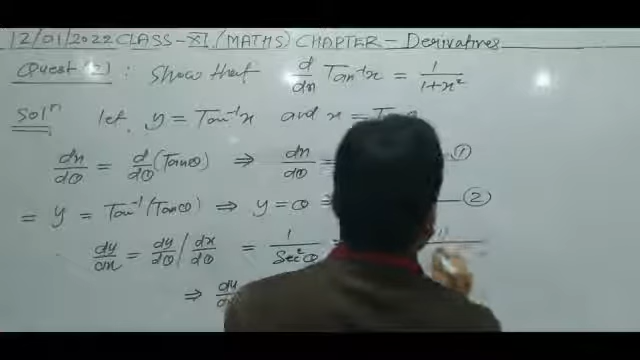 12/01/2022 CLASS-XI (MATHS) CHAPTER - Derivatives
Quest (2) : Show that d/dx Tan⁻¹x = 1/1+x²
Solⁿ let y = Tan⁻¹x and x = Tan
dx/dθ = d/dθ (Tanθ) ⇒ dx/dθ = ①
= y = Tan⁻¹(Tanθ) ⇒ y = θ ②
dy/dx = dy/dθ / dx/dθ = 1/Sec²θ =
⇒ dy/dx